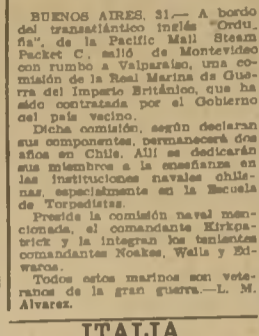 BUENOS AIRES, 31.— A bordo
del transatlántico inglés "Ordu-
ña", de la Pacific Mail Steam
Packet C., salió de Montevideo
con rumbo a Valparaíso, una co-
misión de la Real Marina de Gue-
rra del Imperio Británico, que ha
sido contratada por el Gobierno
del país vecino.
Dicha comisión, según declaran
sus componentes, permanecerá dos
años en Chile. Allí se dedicarán
sus miembros a la enseñanza en
las instituciones navales chile-
nas, especialmente en la Escuela
de Torpedistas.
Preside la comisión naval men-
cionada, el comandante Kirkpa-
trick y la integran los tenientes
comandantes Noakes, Wells y Ed-
waros.
Todos estos marinos son vete-
ranos de la gran guerra.—L. M.
Alvarez.
ITALIA